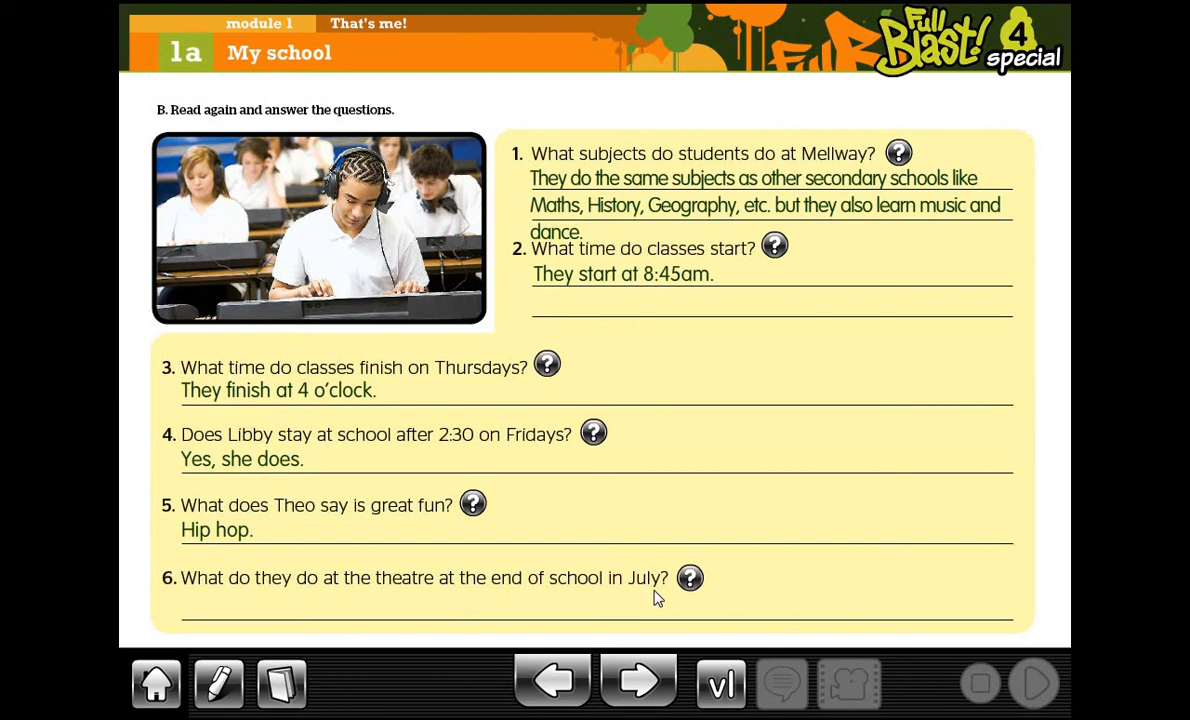 module 1 That's me!
1a My school
Full Blast! 4 special
B. Read again and answer the questions.
1. What subjects do students do at Mellway? ?
They do the same subjects as other secondary schools like
Maths, History, Geography, etc. but they also learn music and
dance.
2. What time do classes start? ?
They start at 8:45am.
3. What time do classes finish on Thursdays? ?
They finish at 4 o'clock.
4. Does Libby stay at school after 2:30 on Fridays? ?
Yes, she does.
5. What does Theo say is great fun? ?
Hip hop.
6. What do they do at the theatre at the end of school in July? ?
vl